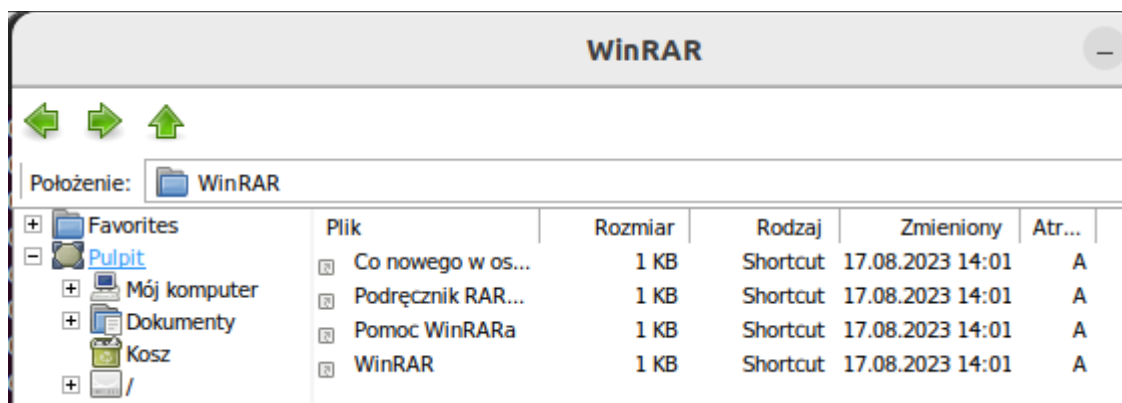 WinRAR
Położenie: WinRAR
Favorites
Pulpit
Mój komputer
Dokumenty
Kosz
/
Plik Rozmiar Rodzaj Zmieniony Atr...
Co nowego w os... 1 KB Shortcut 17.08.2023 14:01 A
Podręcznik RAR... 1 KB Shortcut 17.08.2023 14:01 A
Pomoc WinRARa 1 KB Shortcut 17.08.2023 14:01 A
WinRAR 1 KB Shortcut 17.08.2023 14:01 A